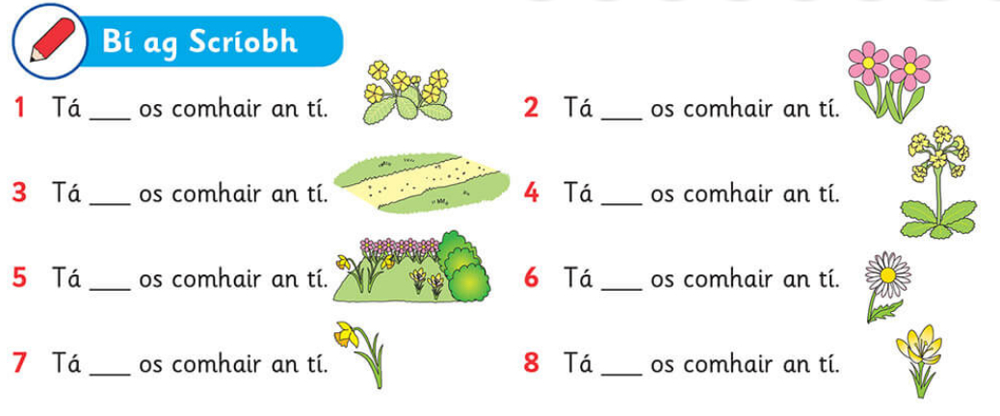 Bí ag Scríobh
1 Tá ___ os comhair an tí.
2 Tá ___ os comhair an tí.
3 Tá ___ os comhair an tí.
4 Tá ___ os comhair an tí.
5 Tá ___ os comhair an tí.
6 Tá ___ os comhair an tí.
7 Tá ___ os comhair an tí.
8 Tá ___ os comhair an tí.